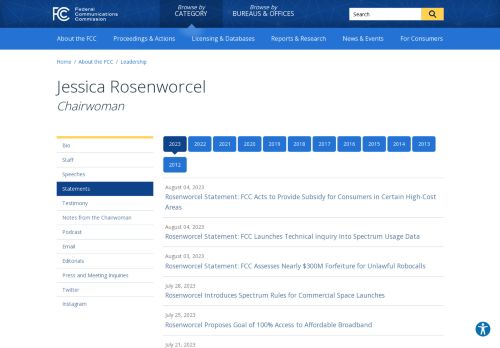 FCC
Federal
Communications
Commission
Browse by
CATEGORY
Browse by
BUREAUS & OFFICES
Search
About the FCC
Proceedings & Actions
Licensing & Databases
Reports & Research
News & Events
For Consumers
Home / About the FCC / Leadership
Jessica Rosenworcel
Chairwoman
Bio
Staff
Speeches
Statements
Testimony
Notes from the Chairwoman
Podcast
Email
Editorials
Press and Meeting Inquiries
Twitter
Instagram
2023 2022 2021 2020 2019 2018 2017 2016 2015 2014 2013
2012
August 04, 2023
Rosenworcel Statement: FCC Acts to Provide Subsidy for Consumers in Certain High-Cost
Areas
August 04, 2023
Rosenworcel Statement: FCC Launches Technical Inquiry Into Spectrum Usage Data
August 03, 2023
Rosenworcel Statement: FCC Assesses Nearly $300M Forfeiture for Unlawful Robocalls
July 28, 2023
Rosenworcel Introduces Spectrum Rules for Commercial Space Launches
July 25, 2023
Rosenworcel Proposes Goal of 100% Access to Affordable Broadband
July 21, 2023